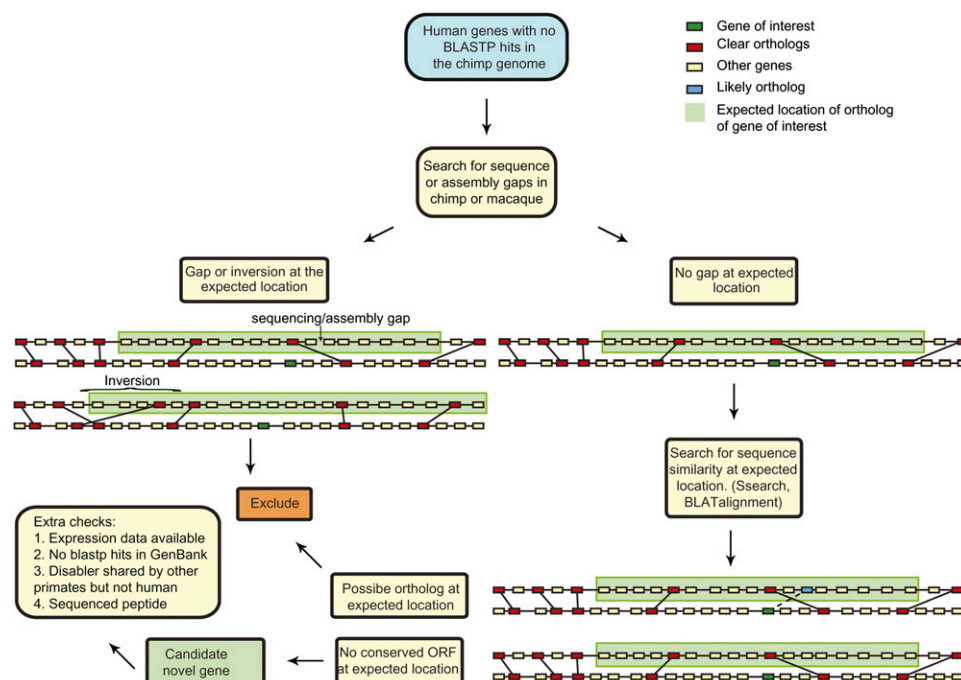 Human genes with no
BLASTP hits in
the chimp genome
Gene of interest
Clear orthologs
Other genes
Likely ortholog
Expected location of ortholog
of gene of interest
Search for sequence
or assembly gaps in
chimp or macaque
Gap or inversion at the
expected location
No gap at expected
location
sequencing/assembly gap
Inversion
Search for sequence
similarity at expected
location. (Ssearch,
BLATalignment)
Exclude
Extra checks:
1. Expression data available
2. No blastp hits in GenBank
3. Disabler shared by other
primates but not human
4. Sequenced peptide
Possibe ortholog at
expected location
Candidate
novel gene
No conserved ORF
at expected location